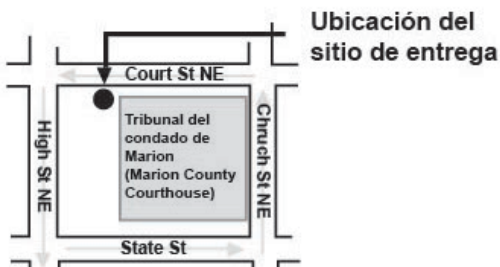 Ubicación del
sitio de entrega
Court St NE
High St NE
Tribunal del
condado de
Marion
(Marion County
Courthouse)
Chruch St NE
State St